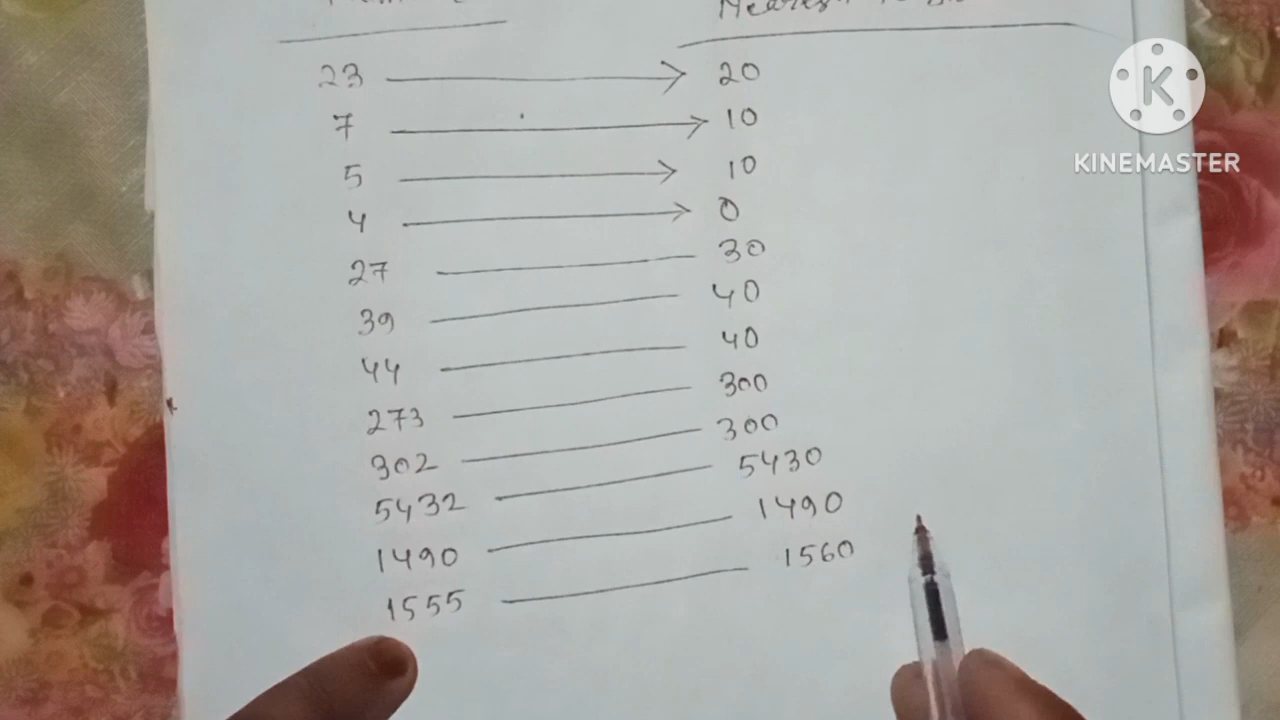 Nearest
23 → 20
7 → 10
5 → 10
4 → 0
27 — 30
39 — 40
44 — 40
273 — 300
302 — 300
5432 — 5430
1490 — 1490
1555 — 1560
K
KINEMASTER